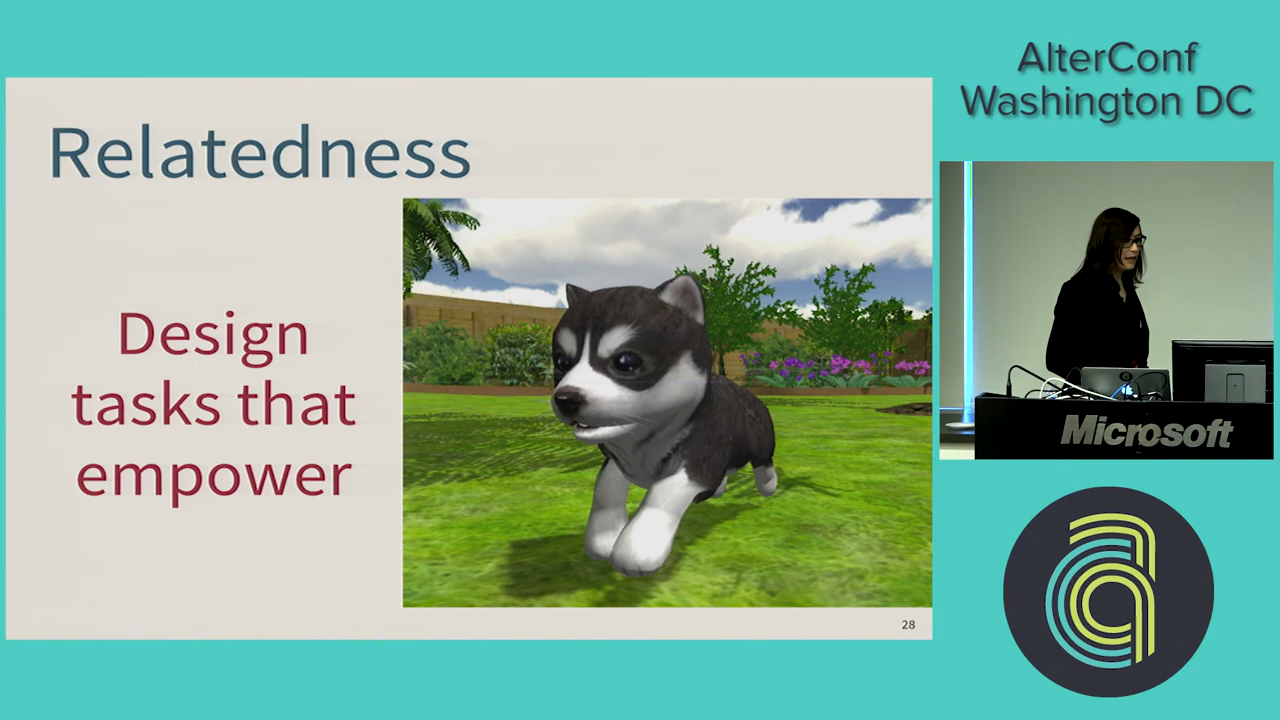 Relatedness
Design
tasks that
empower
28
AlterConf
Washington DC
Microsoft